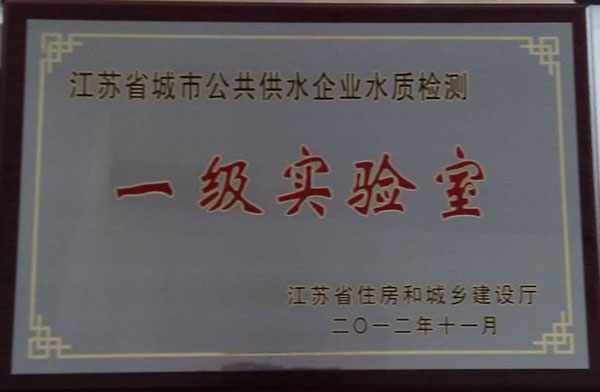 江苏省城市公共供水企业水质检测
一级实验室
江苏省住房和城乡建设厅
二〇一二年十一月